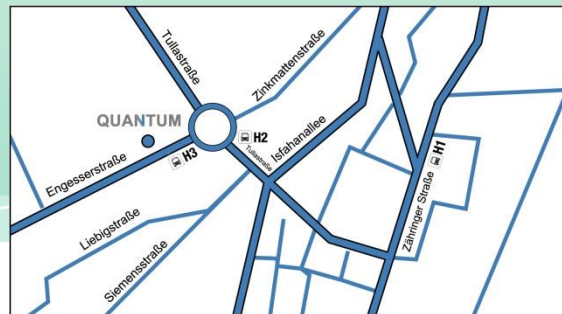 Tullastraße
Zinkmattenstraße
QUANTUM
H2
H3
Tullastraße
Isfahanallee
Engesserstraße
H1
Zähringer Straße
Liebigstraße
Siemensstraße